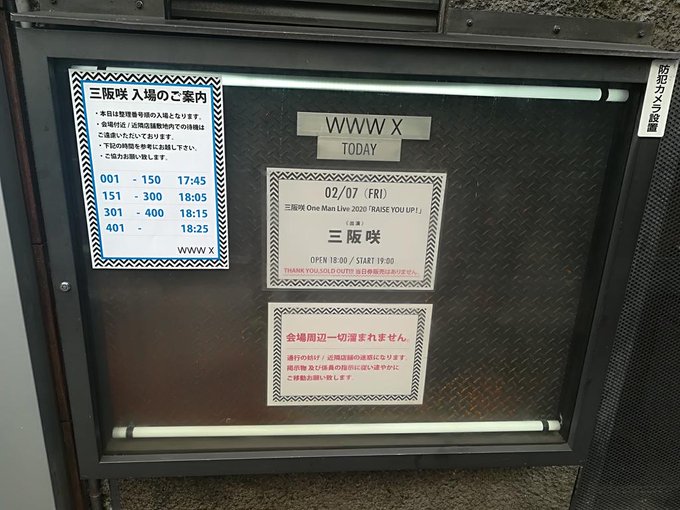 三阪咲 入場のご案内
・本日は整理番号順の入場となります。
・会場付近 / 近隣店舗敷地内での待機は
ご遠慮いただいております。
・下記の時間を参考にお越し下さい。
・ご協力お願い致します。
001 - 150 17:45
151 - 300 18:05
301 - 400 18:15
401 - 18:25
WWW X
WWW X
TODAY
02/07 (FRI)
三阪咲 One Man Live 2020「RAISE YOU UP!」
〈出演〉
三阪咲
OPEN 18:00 / START 19:00
THANK YOU,SOLD OUT!!! 当日券販売はありません。
会場周辺一切溜まれません。
通行の妨げ / 近隣店舗の迷惑になります。
掲示物 及び係員の指示に従い速やかに
ご移動お願い致します。
防犯カメラ設置